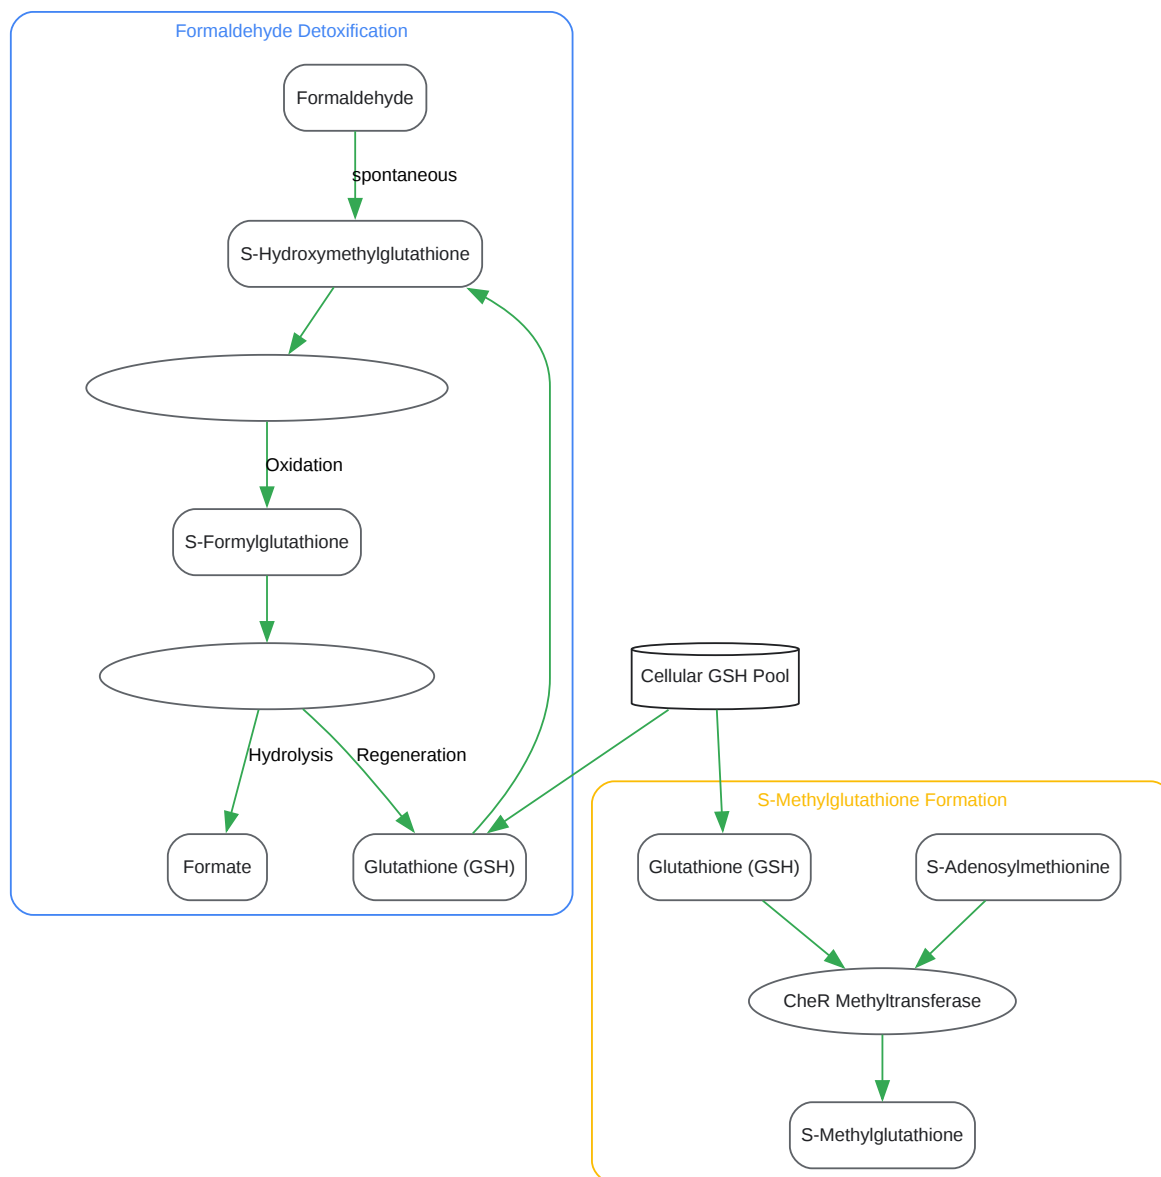 Formaldehyde Detoxification
Formaldehyde
spontaneous
S-Hydroxymethylglutathione
Oxidation
S-Formylglutathione
Hydrolysis
Regeneration
Formate
Glutathione (GSH)
Cellular GSH Pool
S-Methylglutathione Formation
Glutathione (GSH)
S-Adenosylmethionine
CheR Methyltransferase
S-Methylglutathione